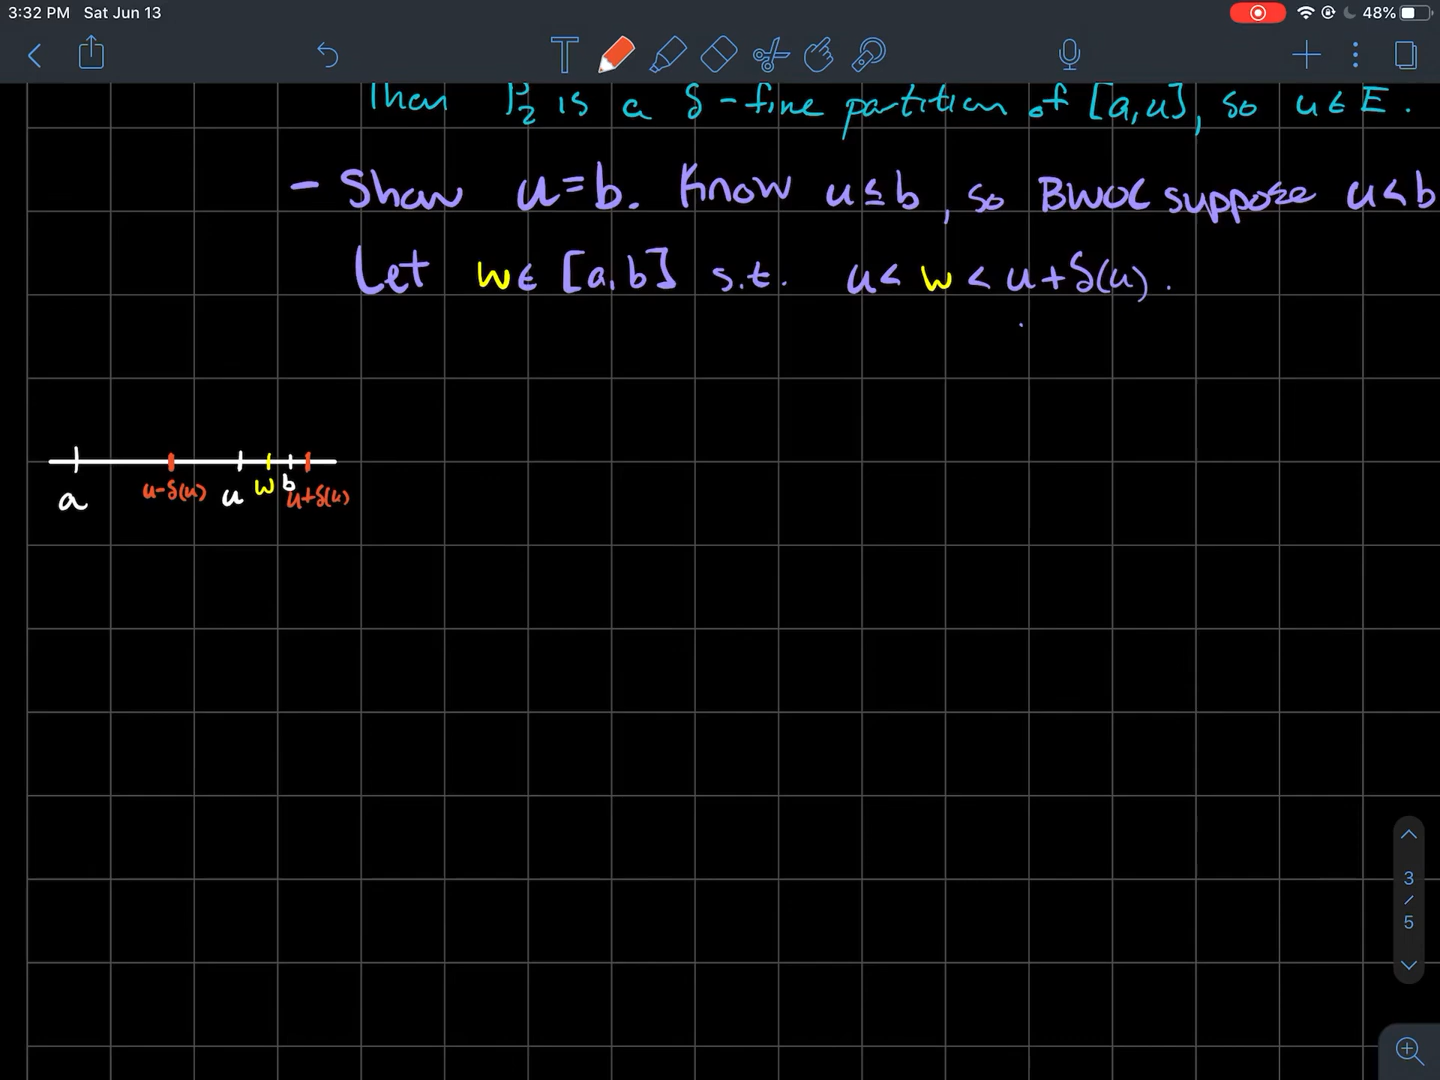 3:32 PM Sat Jun 13
48%
Then P₂ is a δ-fine partition of [a,u], so u ∈ E.
- Show u=b. Know u≤b, so BWOC suppose u<b
Let w ∈ [a,b] s.t. u < w < u+δ(u).
a u-δ(u) u w b u+δ(u)
3
/
5